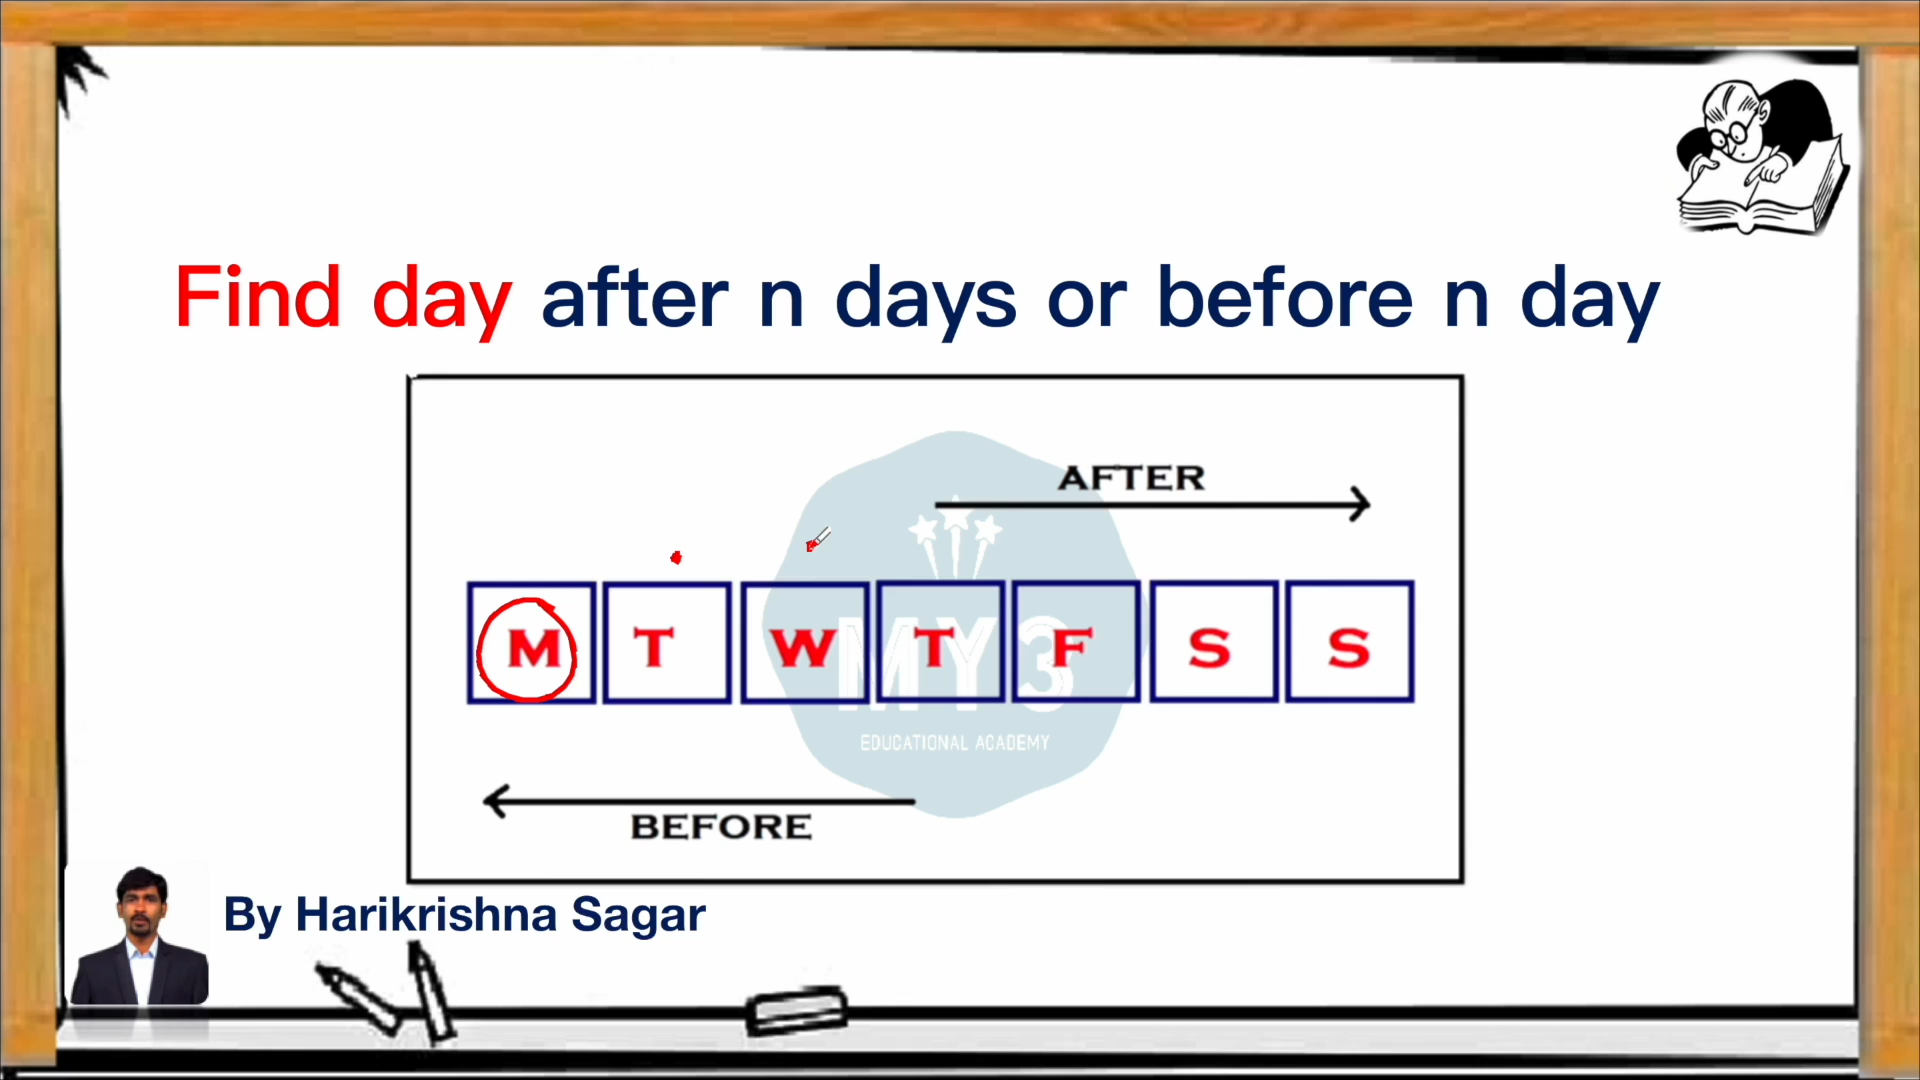 Find day after n days or before n day
AFTER
M T W T F S S
MY3
EDUCATIONAL ACADEMY
BEFORE
By Harikrishna Sagar